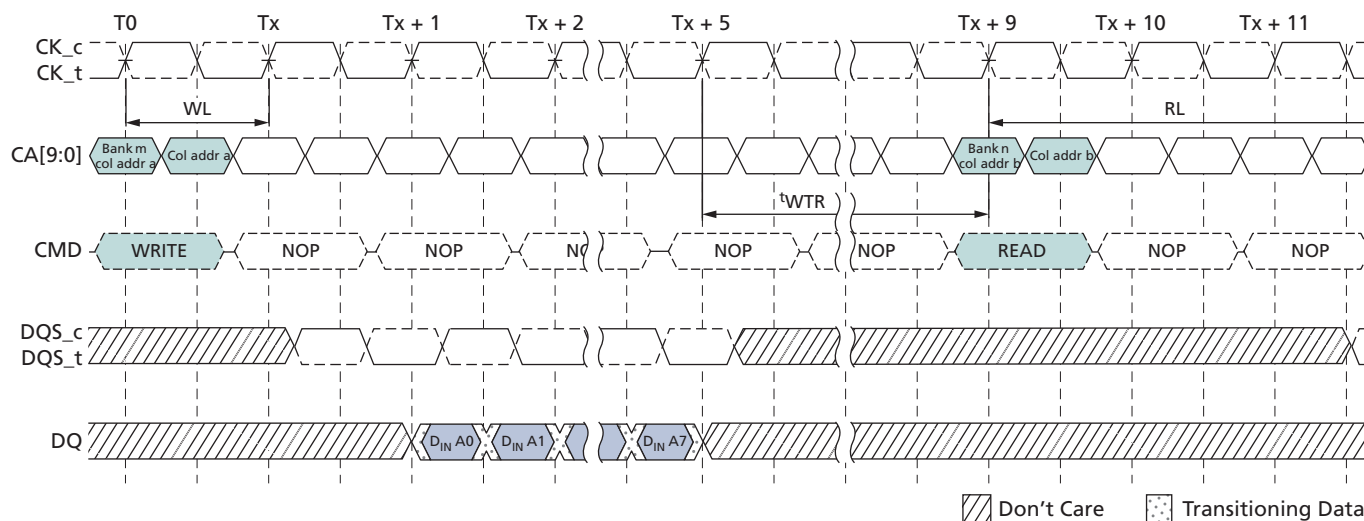 T0 Tx Tx + 1 Tx + 2 Tx + 5 Tx + 9 Tx + 10 Tx + 11
CK_c
CK_t
WL RL
CA[9:0] Bank m col addr a Col addr a Bank n col addr b Col addr b
tWTR
CMD WRITE NOP NOP NOP NOP READ NOP NOP
DQS_c
DQS_t
DQ DIN A0 DIN A1 DIN A7
Don't Care Transitioning Data